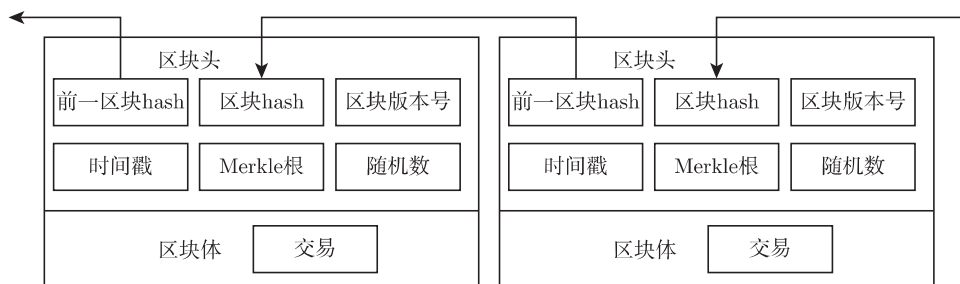 区块头 区块头
前一区块hash 区块hash 区块版本号 前一区块hash 区块hash 区块版本号
时间戳 Merkle根 随机数 时间戳 Merkle根 随机数
区块体 交易 区块体 交易